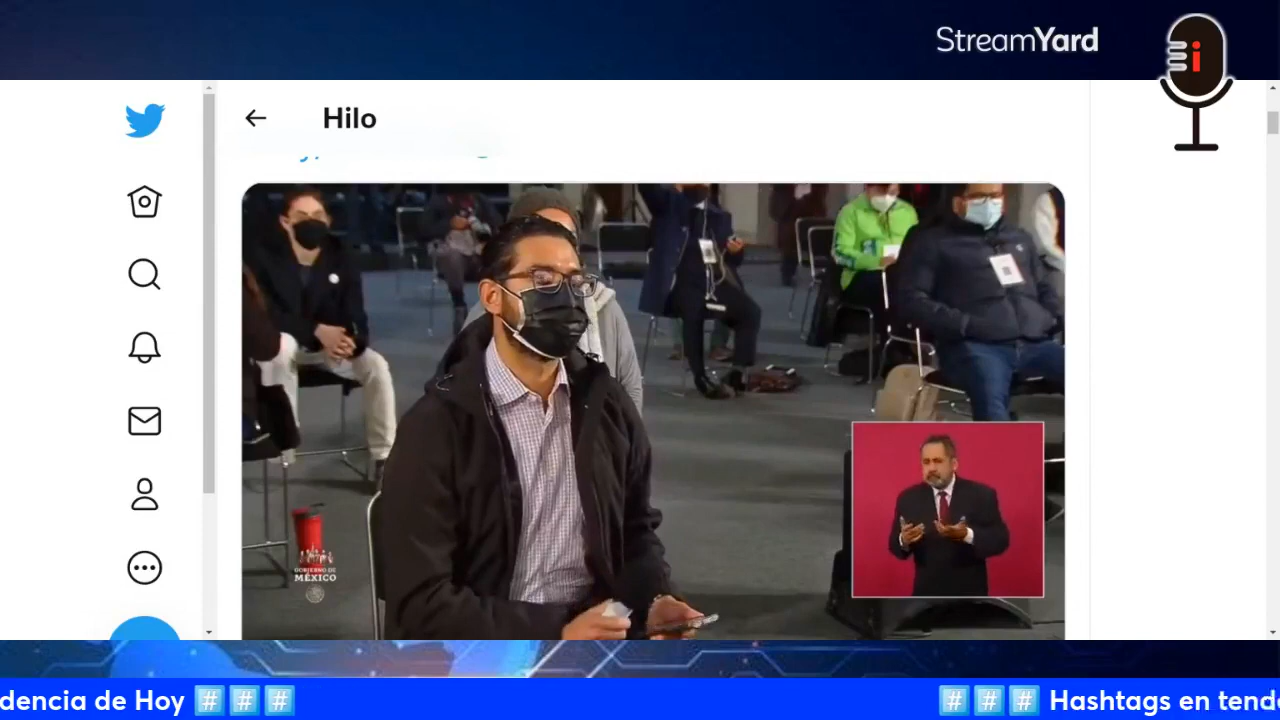 StreamYard
i
Hilo
GOBIERNO DE
MÉXICO
dencia de Hoy #️⃣ #️⃣ #️⃣ #️⃣ #️⃣ #️⃣ Hashtags en tend